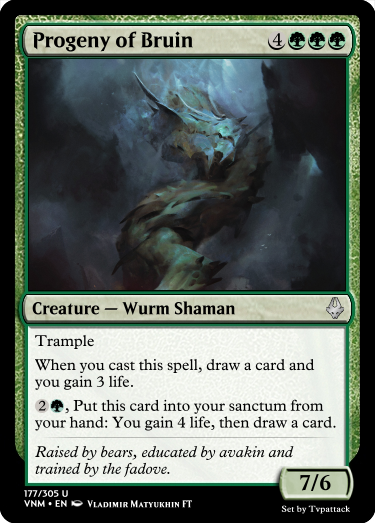 Progeny of Bruin 4
Creature — Wurm Shaman
Trample
When you cast this spell, draw a card and
you gain 3 life.
2, Put this card into your sanctum from
your hand: You gain 4 life, then draw a card.
Raised by bears, educated by avakin and
trained by the fadove.
7/6
177/305 U
VNM • EN Vladimir Matyukhin FT
Set by Tvpattack